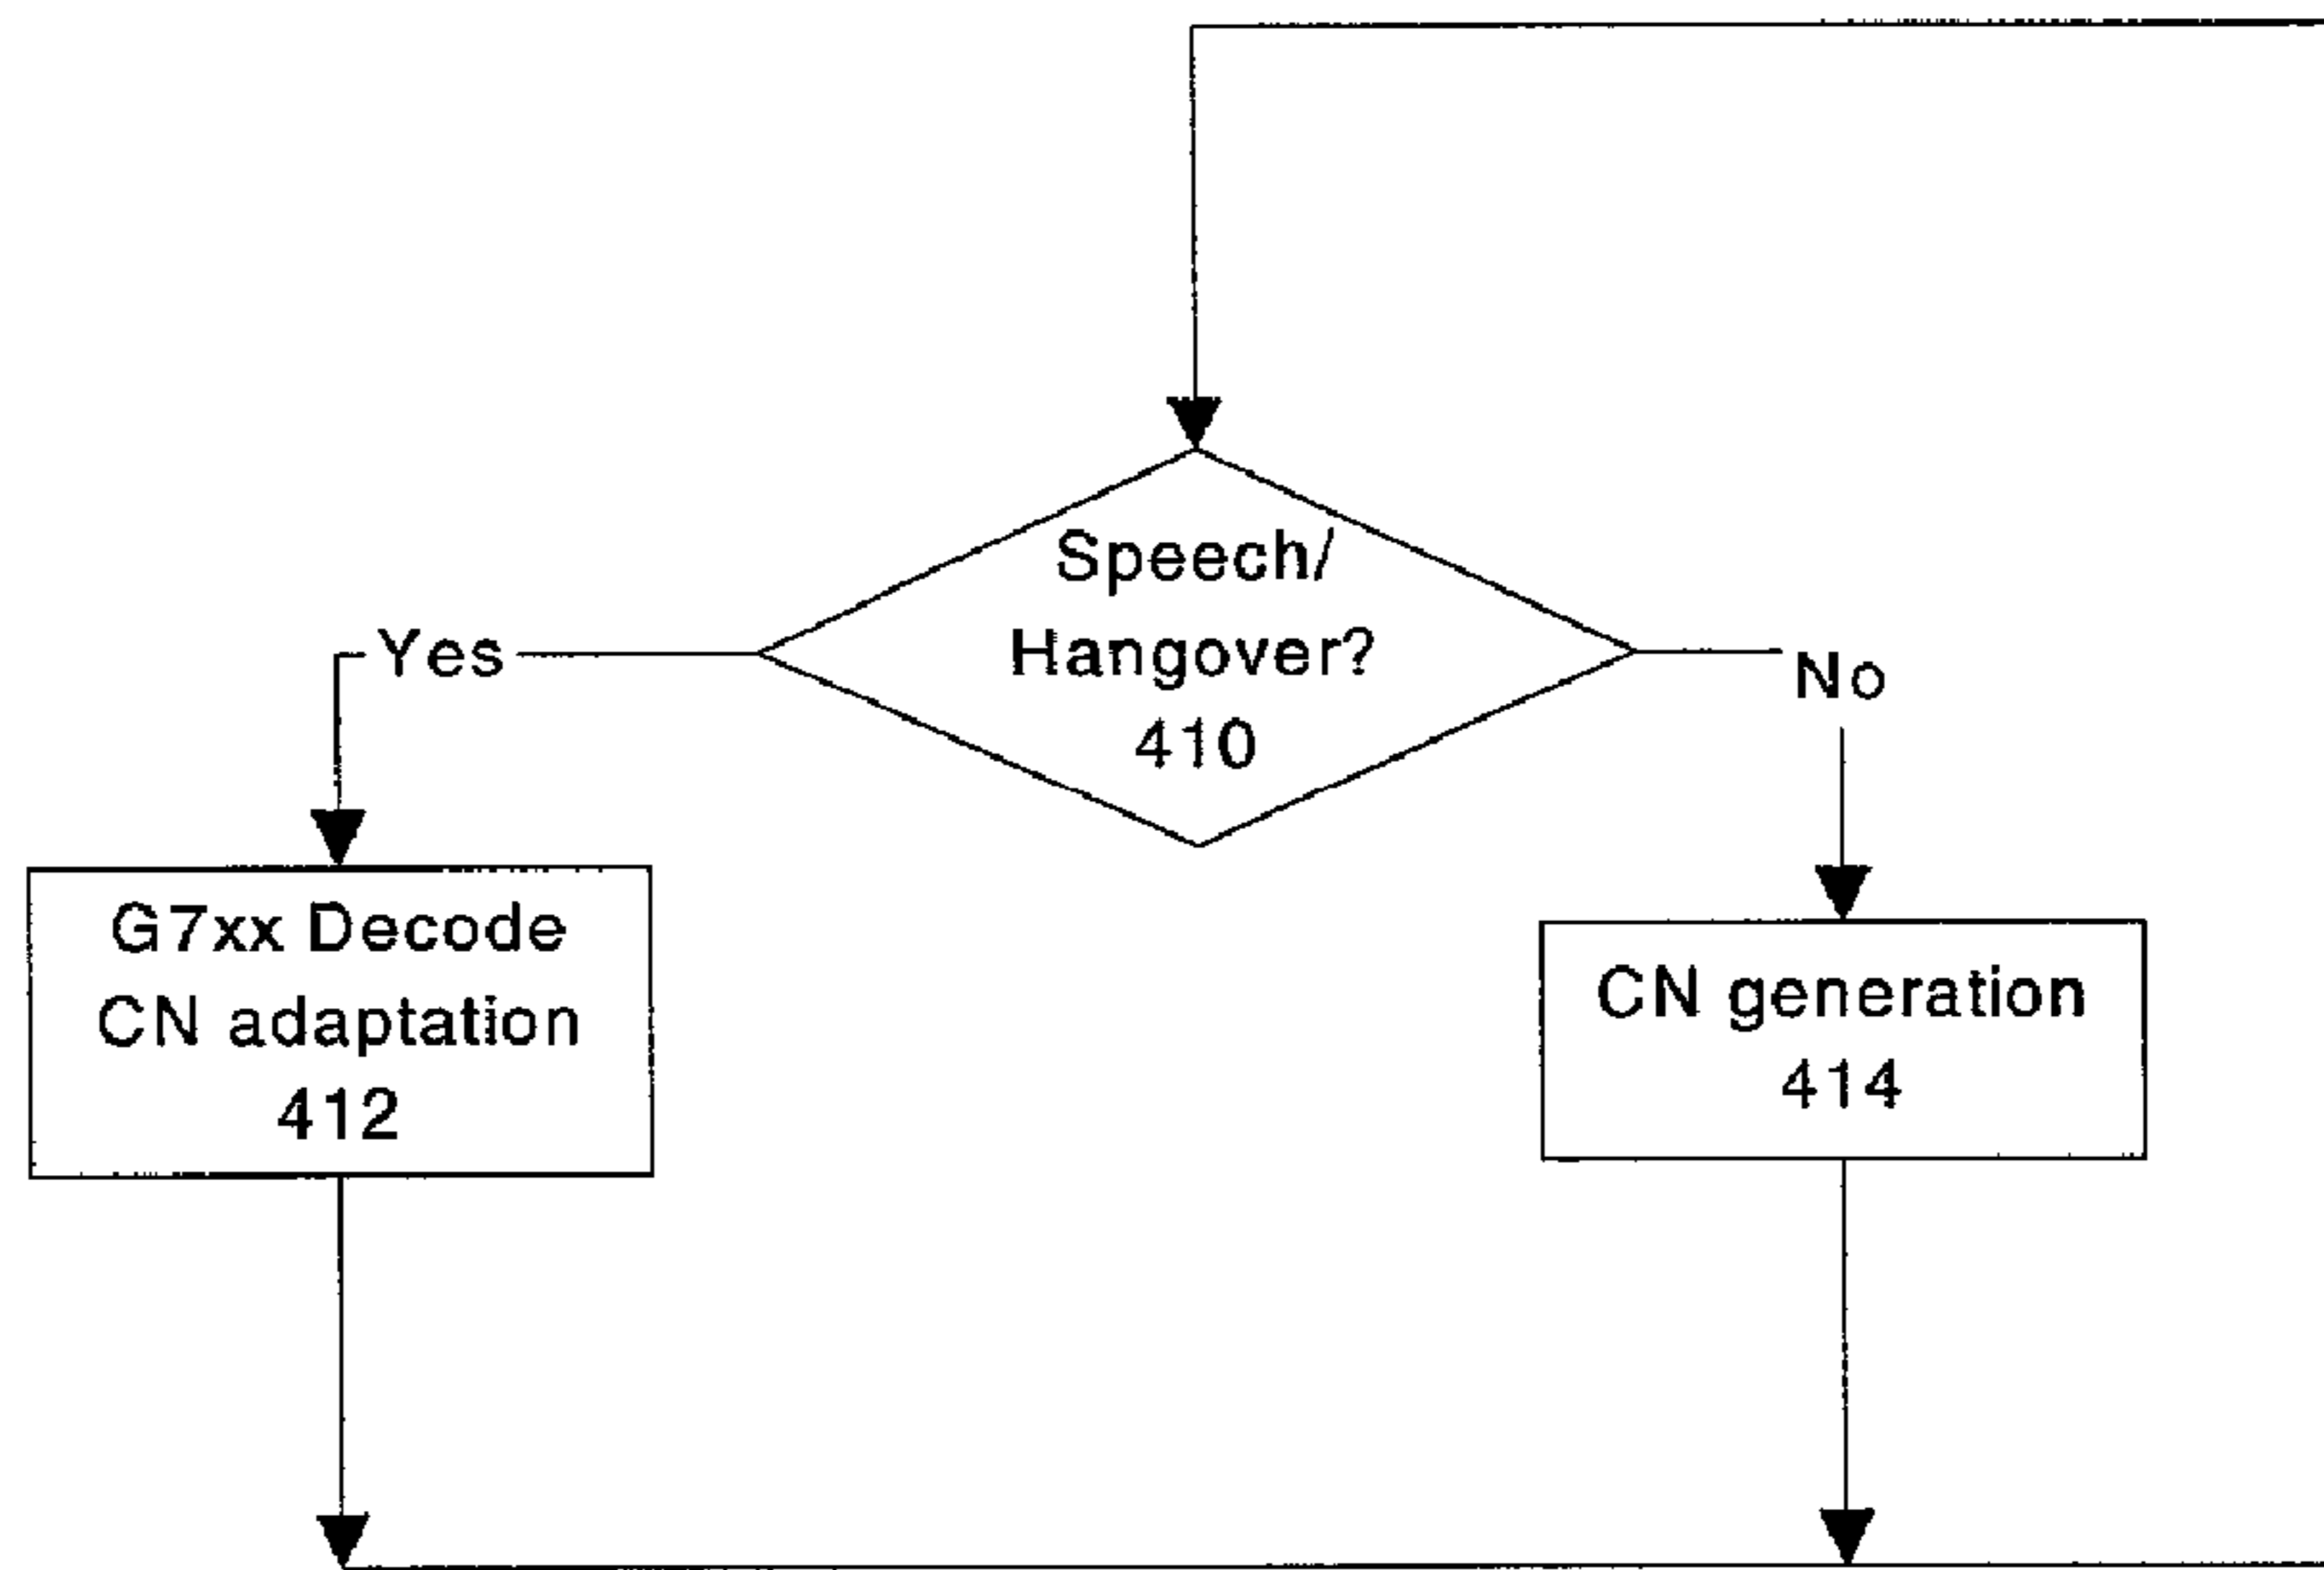 Speech/
Hangover?
410
Yes
No
G7xx Decode
CN adaptation
412
CN generation
414